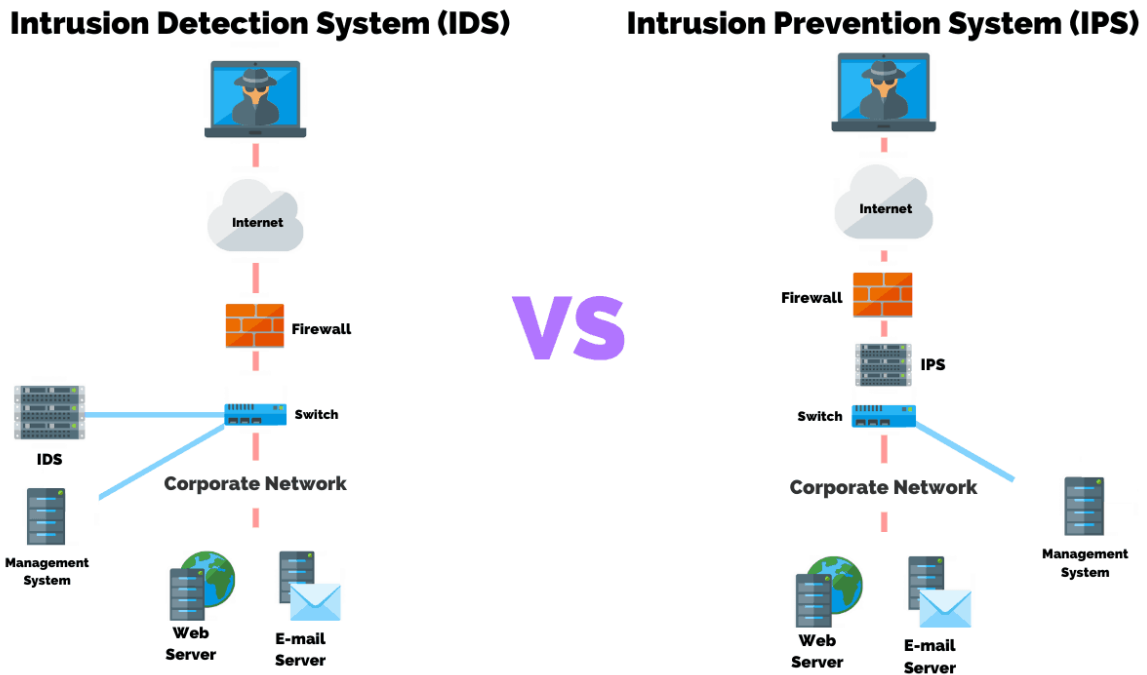 Intrusion Detection System (IDS)
Internet
Firewall
Switch
IDS
Corporate Network
Management
System
Web
Server
E-mail
Server
VS
Intrusion Prevention System (IPS)
Internet
Firewall
IPS
Switch
Corporate Network
Management
System
Web
Server
E-mail
Server